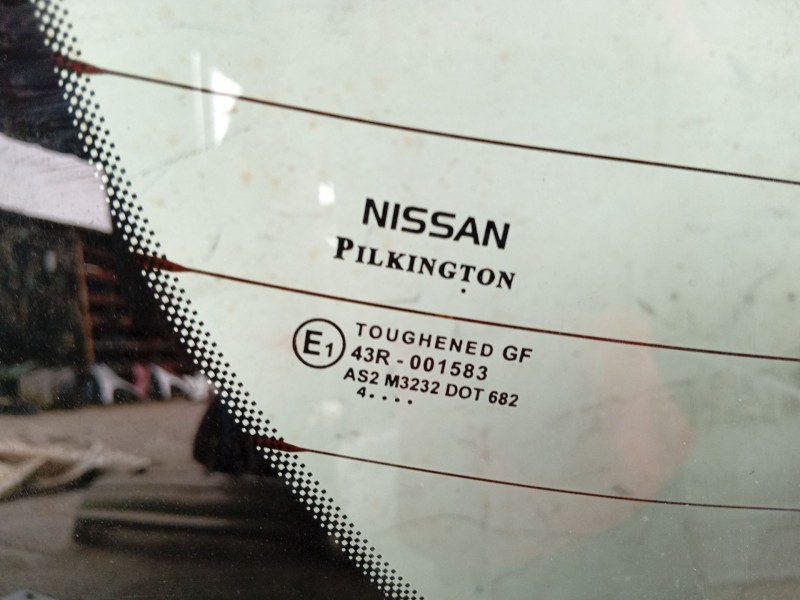 NISSAN
PILKINGTON
E1
TOUGHENED GF
43R - 001583
AS2 M3232 DOT 682
4 . . . .